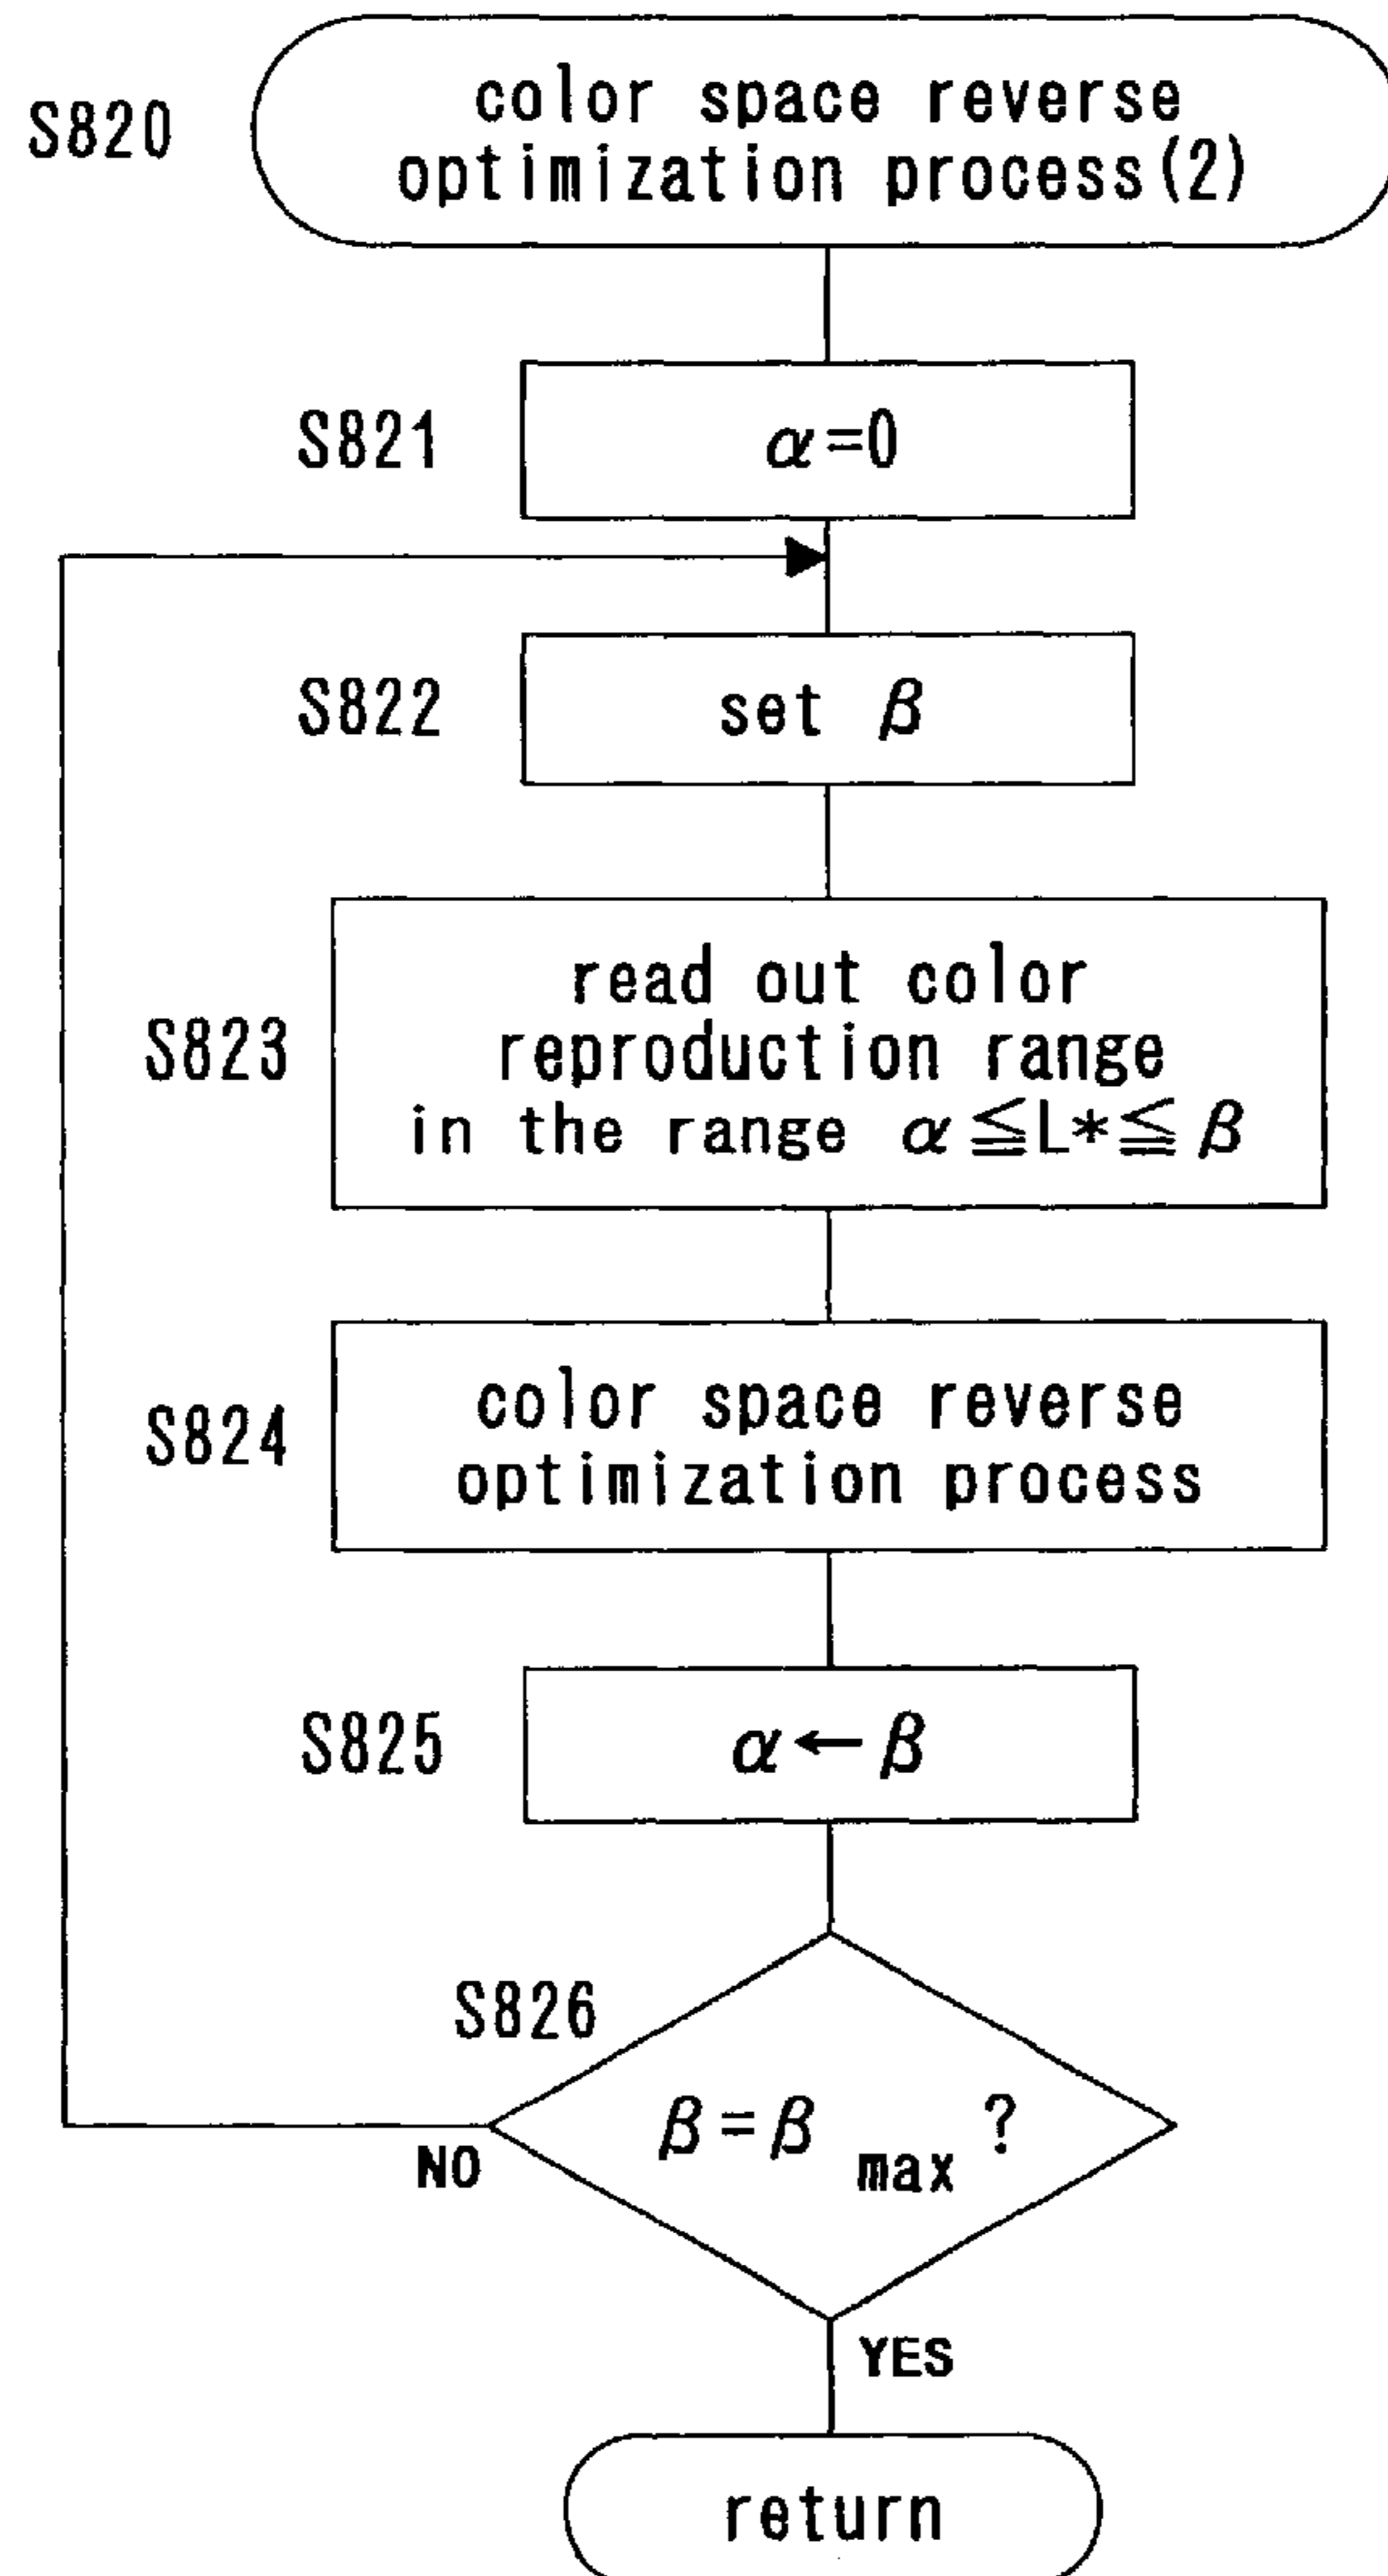 S820
color space reverse
optimization process(2)
S821
α=0
S822
set β
S823
read out color
reproduction range
in the range α≦L*≦β
S824
color space reverse
optimization process
S825
α←β
S826
β=β max ?
NO
YES
return